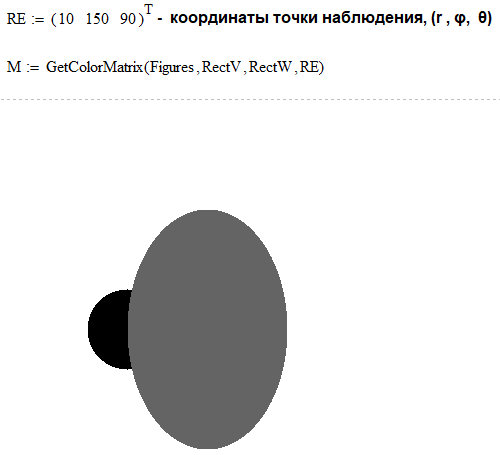 RE := (10 150 90)^T - координаты точки наблюдения, (r , φ, θ)
M := GetColorMatrix(Figures , RectV , RectW , RE)